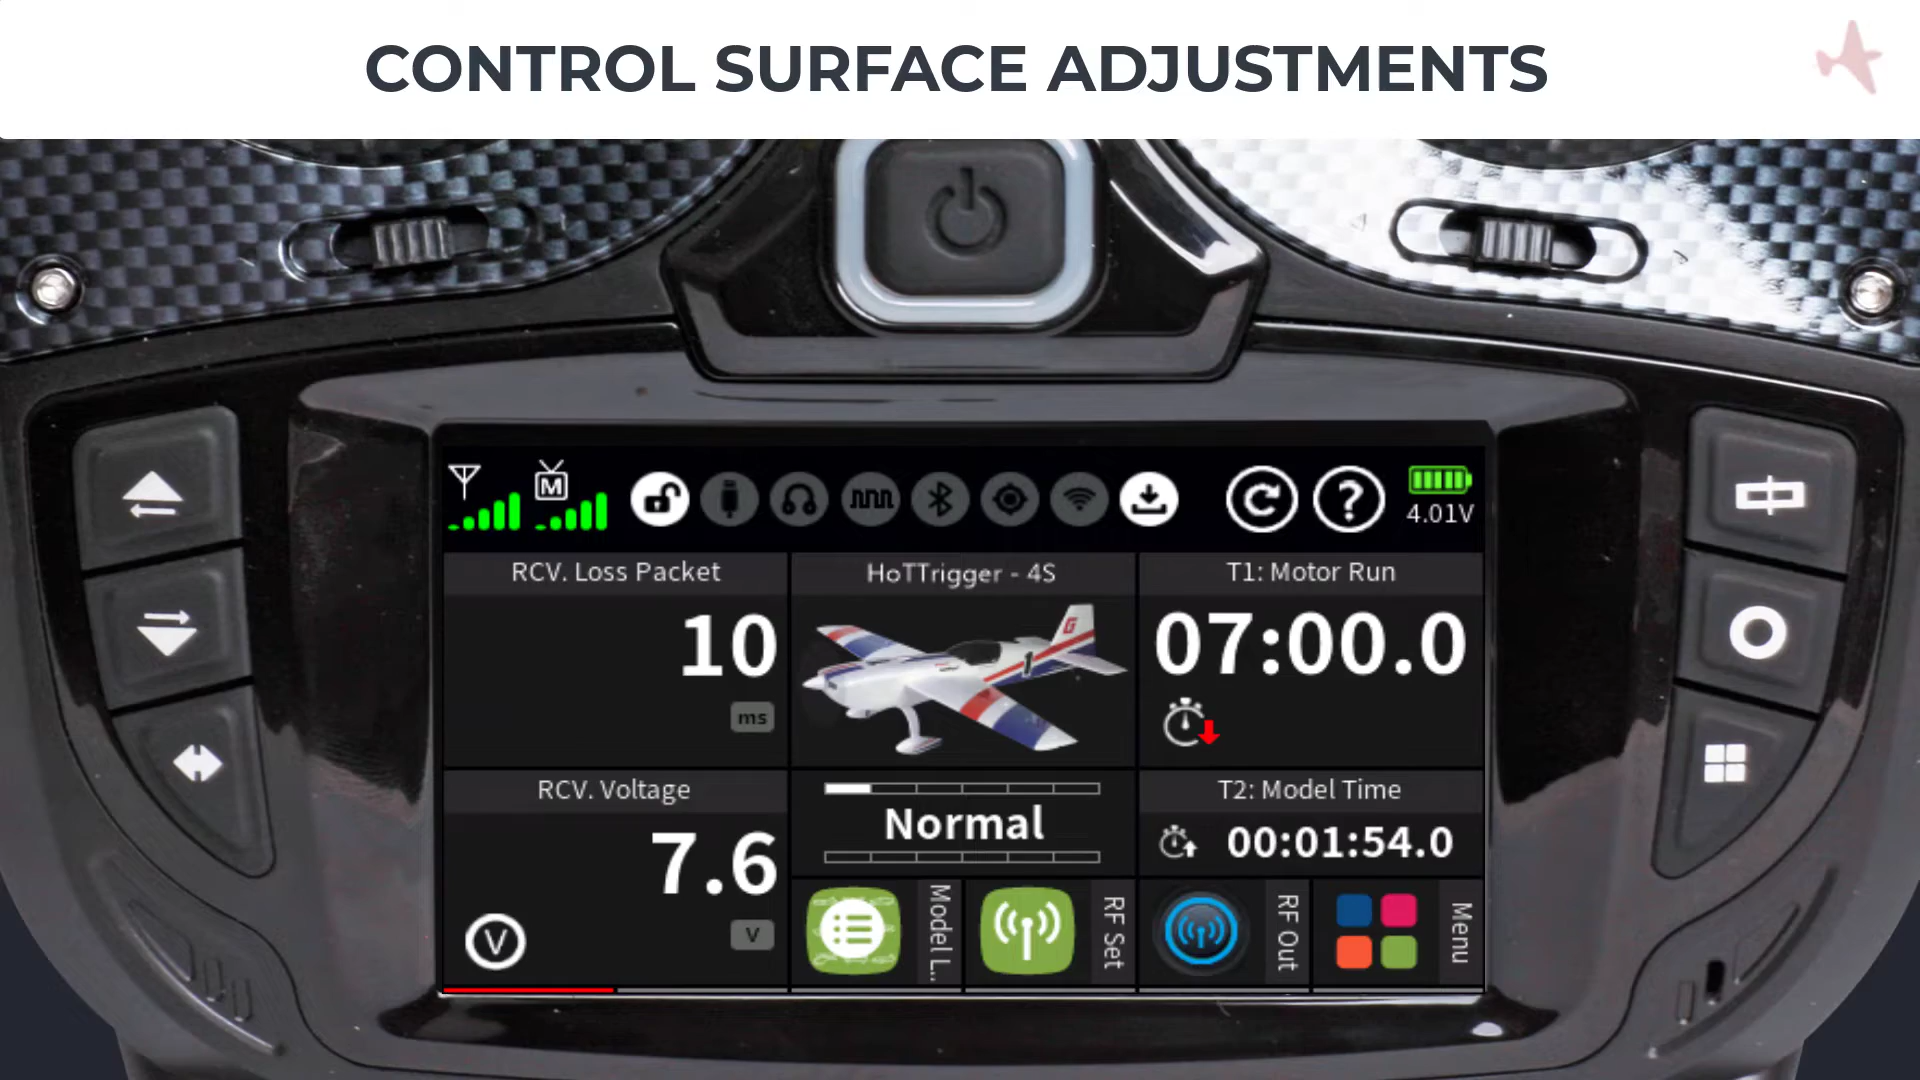 CONTROL SURFACE ADJUSTMENTS
M
4.01V
RCV. Loss Packet
HoTTrigger - 4S
T1: Motor Run
10
ms
G
1
07:00.0
RCV. Voltage
Normal
T2: Model Time
7.6
V
V
00:01:54.0
Model L..
RF Set
RF Out
Menu